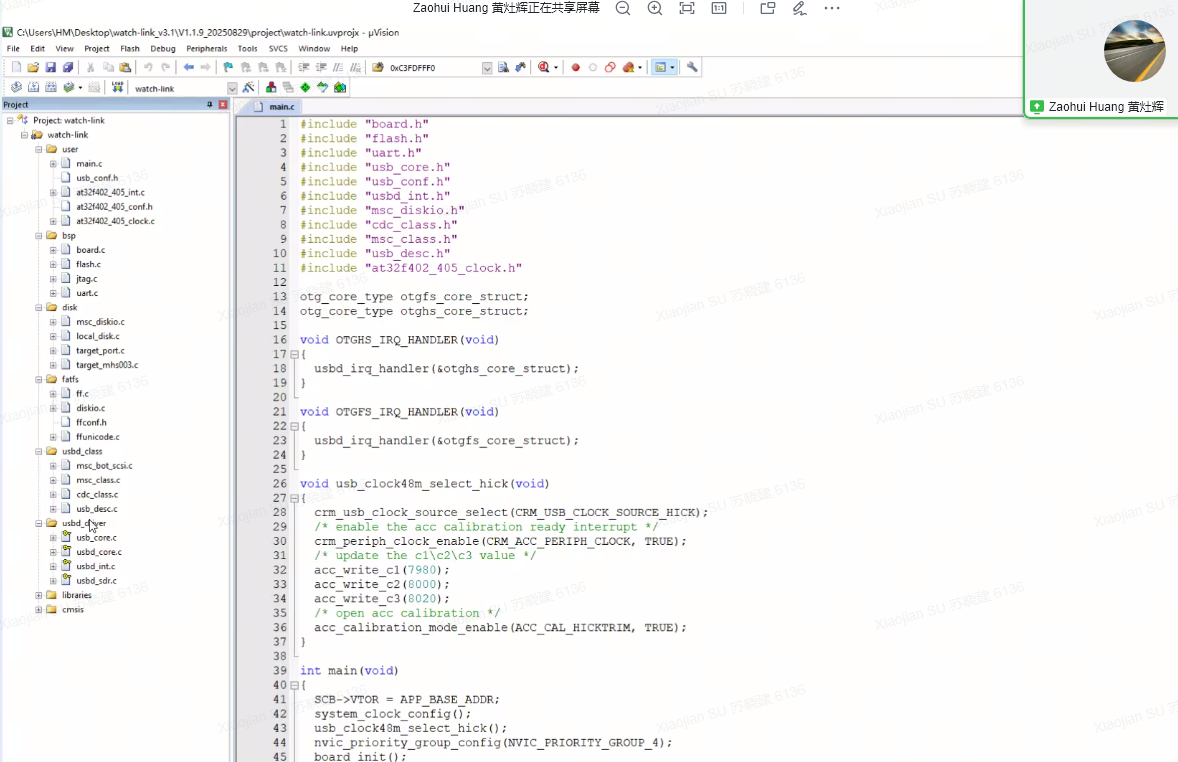 Zaohui Huang 黄灶辉正在共享屏幕
Zaohui Huang 黄灶辉
C:\Users\HM\Desktop\watch-link_v3.1\V1.1.9_20250829\project\watch-link.uvprojx - µVision
File Edit View Project Flash Debug Peripherals Tools SVCS Window Help
0xC3FDFFF0
LOAD watch-link
Project
main.c
Project: watch-link
watch-link
user
main.c
usb_conf.h
at32f402_405_int.c
at32f402_405_conf.h
at32f402_405_clock.c
bsp
board.c
flash.c
jtag.c
uart.c
disk
msc_diskio.c
local_disk.c
target_port.c
target_mhs003.c
fatfs
ff.c
diskio.c
ffconf.h
ffunicode.c
usbd_class
msc_bot_scsi.c
msc_class.c
cdc_class.c
usb_desc.c
usb_core.c
usbd_core.c
usbd_int.c
usbd_sdr.c
libraries
cmsis
1 #include "board.h"
2 #include "flash.h"
3 #include "uart.h"
4 #include "usb_core.h"
5 #include "usb_conf.h"
6 #include "usbd_int.h"
7 #include "msc_diskio.h"
8 #include "cdc_class.h"
9 #include "msc_class.h"
10 #include "usb_desc.h"
11 #include "at32f402_405_clock.h"
12
13 otg_core_type otgfs_core_struct;
14 otg_core_type otghs_core_struct;
15
16 void OTGHS_IRQ_HANDLER(void)
17 {
18 usbd_irq_handler(&otghs_core_struct);
19 }
20
21 void OTGFS_IRQ_HANDLER(void)
22 {
23 usbd_irq_handler(&otgfs_core_struct);
24 }
25
26 void usb_clock48m_select_hick(void)
27 {
28 crm_usb_clock_source_select(CRM_USB_CLOCK_SOURCE_HICK);
29 /* enable the acc calibration ready interrupt */
30 crm_periph_clock_enable(CRM_ACC_PERIPH_CLOCK, TRUE);
31 /* update the c1\c2\c3 value */
32 acc_write_c1(7980);
33 acc_write_c2(8000);
34 acc_write_c3(8020);
35 /* open acc calibration */
36 acc_calibration_mode_enable(ACC_CAL_HICKTRIM, TRUE);
37 }
38
39 int main(void)
40 {
41 SCB->VTOR = APP_BASE_ADDR;
42 system_clock_config();
43 usb_clock48m_select_hick();
44 nvic_priority_group_config(NVIC_PRIORITY_GROUP_4);
45 board_init();
Xiaojian SU 苏晓建 6136